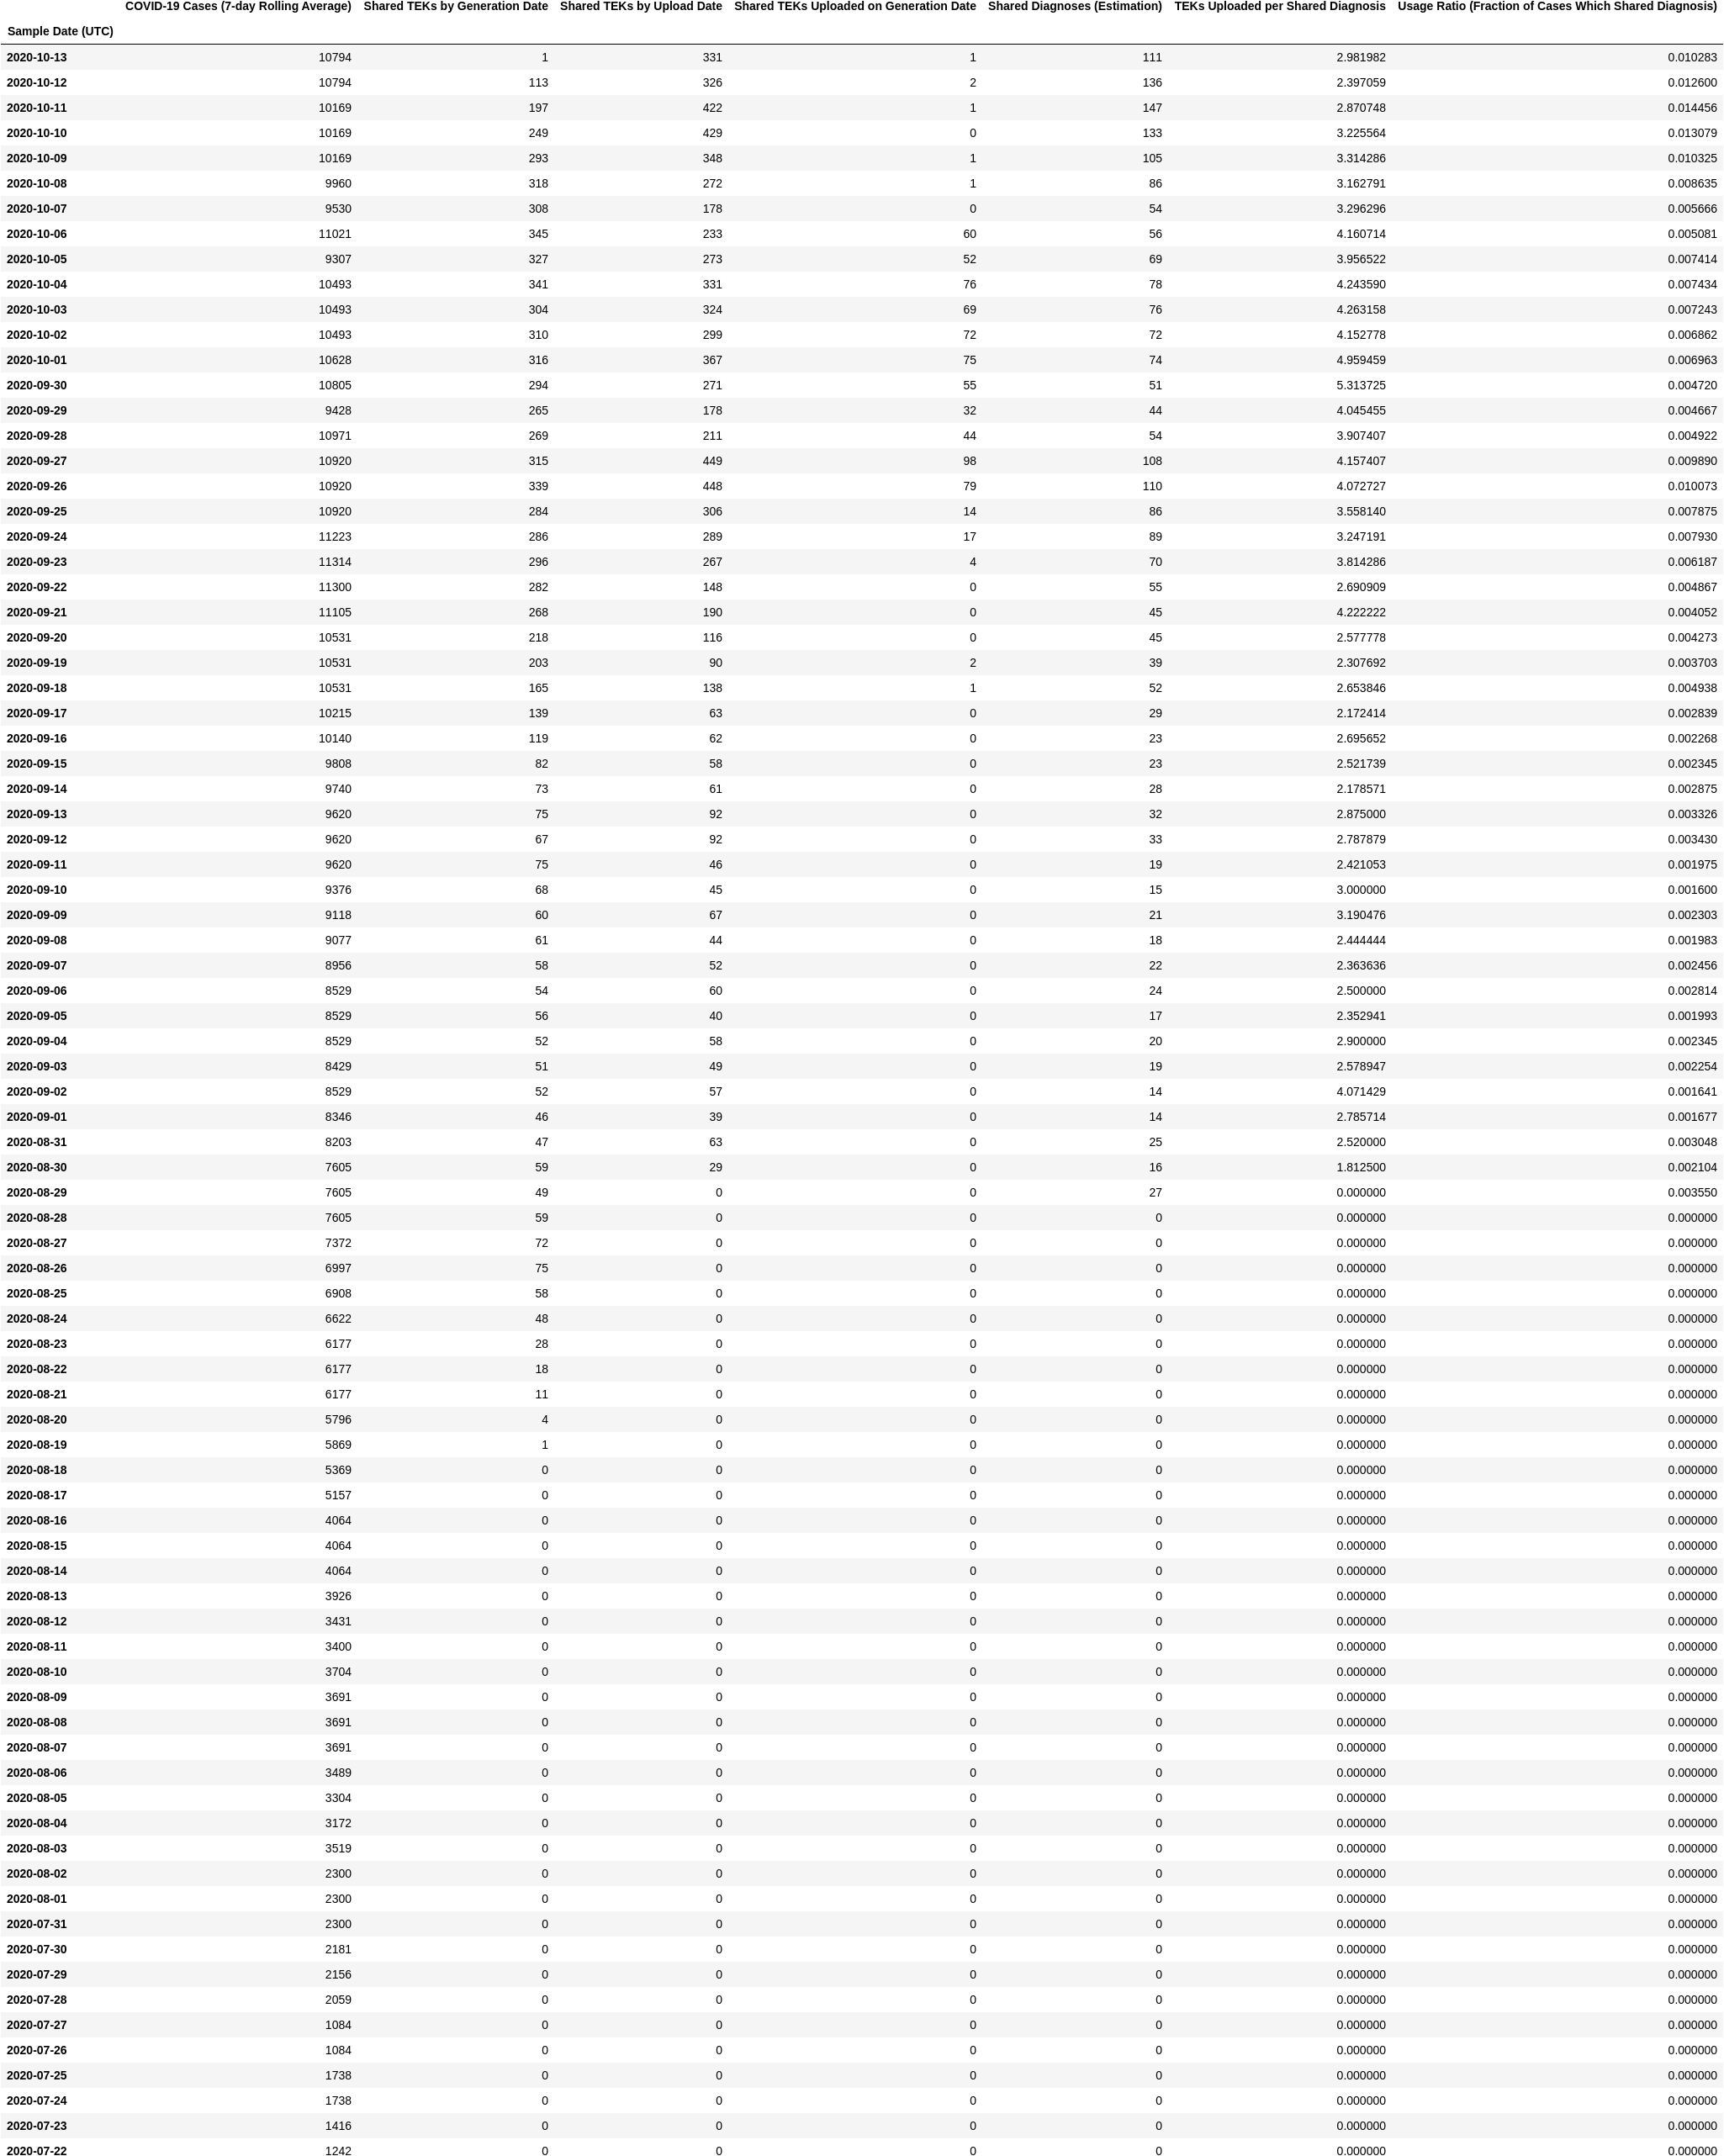 COVID-19 Cases (7-day Rolling Average) Shared TEKs by Generation Date Shared TEKs by Upload Date Shared TEKs Uploaded on Generation Date Shared Diagnoses (Estimation) TEKs Uploaded per Shared Diagnosis Usage Ratio (Fraction of Cases Which Shared Diagnosis)
Sample Date (UTC)
2020-10-13 10794 1 331 1 111 2.981982 0.010283
2020-10-12 10794 113 326 2 136 2.397059 0.012600
2020-10-11 10169 197 422 1 147 2.870748 0.014456
2020-10-10 10169 249 429 0 133 3.225564 0.013079
2020-10-09 10169 293 348 1 105 3.314286 0.010325
2020-10-08 9960 318 272 1 86 3.162791 0.008635
2020-10-07 9530 308 178 0 54 3.296296 0.005666
2020-10-06 11021 345 233 60 56 4.160714 0.005081
2020-10-05 9307 327 273 52 69 3.956522 0.007414
2020-10-04 10493 341 331 76 78 4.243590 0.007434
2020-10-03 10493 304 324 69 76 4.263158 0.007243
2020-10-02 10493 310 299 72 72 4.152778 0.006862
2020-10-01 10628 316 367 75 74 4.959459 0.006963
2020-09-30 10805 294 271 55 51 5.313725 0.004720
2020-09-29 9428 265 178 32 44 4.045455 0.004667
2020-09-28 10971 269 211 44 54 3.907407 0.004922
2020-09-27 10920 315 449 98 108 4.157407 0.009890
2020-09-26 10920 339 448 79 110 4.072727 0.010073
2020-09-25 10920 284 306 14 86 3.558140 0.007875
2020-09-24 11223 286 289 17 89 3.247191 0.007930
2020-09-23 11314 296 267 4 70 3.814286 0.006187
2020-09-22 11300 282 148 0 55 2.690909 0.004867
2020-09-21 11105 268 190 0 45 4.222222 0.004052
2020-09-20 10531 218 116 0 45 2.577778 0.004273
2020-09-19 10531 203 90 2 39 2.307692 0.003703
2020-09-18 10531 165 138 1 52 2.653846 0.004938
2020-09-17 10215 139 63 0 29 2.172414 0.002839
2020-09-16 10140 119 62 0 23 2.695652 0.002268
2020-09-15 9808 82 58 0 23 2.521739 0.002345
2020-09-14 9740 73 61 0 28 2.178571 0.002875
2020-09-13 9620 75 92 0 32 2.875000 0.003326
2020-09-12 9620 67 92 0 33 2.787879 0.003430
2020-09-11 9620 75 46 0 19 2.421053 0.001975
2020-09-10 9376 68 45 0 15 3.000000 0.001600
2020-09-09 9118 60 67 0 21 3.190476 0.002303
2020-09-08 9077 61 44 0 18 2.444444 0.001983
2020-09-07 8956 58 52 0 22 2.363636 0.002456
2020-09-06 8529 54 60 0 24 2.500000 0.002814
2020-09-05 8529 56 40 0 17 2.352941 0.001993
2020-09-04 8529 52 58 0 20 2.900000 0.002345
2020-09-03 8429 51 49 0 19 2.578947 0.002254
2020-09-02 8529 52 57 0 14 4.071429 0.001641
2020-09-01 8346 46 39 0 14 2.785714 0.001677
2020-08-31 8203 47 63 0 25 2.520000 0.003048
2020-08-30 7605 59 29 0 16 1.812500 0.002104
2020-08-29 7605 49 0 0 27 0.000000 0.003550
2020-08-28 7605 59 0 0 0 0.000000 0.000000
2020-08-27 7372 72 0 0 0 0.000000 0.000000
2020-08-26 6997 75 0 0 0 0.000000 0.000000
2020-08-25 6908 58 0 0 0 0.000000 0.000000
2020-08-24 6622 48 0 0 0 0.000000 0.000000
2020-08-23 6177 28 0 0 0 0.000000 0.000000
2020-08-22 6177 18 0 0 0 0.000000 0.000000
2020-08-21 6177 11 0 0 0 0.000000 0.000000
2020-08-20 5796 4 0 0 0 0.000000 0.000000
2020-08-19 5869 1 0 0 0 0.000000 0.000000
2020-08-18 5369 0 0 0 0 0.000000 0.000000
2020-08-17 5157 0 0 0 0 0.000000 0.000000
2020-08-16 4064 0 0 0 0 0.000000 0.000000
2020-08-15 4064 0 0 0 0 0.000000 0.000000
2020-08-14 4064 0 0 0 0 0.000000 0.000000
2020-08-13 3926 0 0 0 0 0.000000 0.000000
2020-08-12 3431 0 0 0 0 0.000000 0.000000
2020-08-11 3400 0 0 0 0 0.000000 0.000000
2020-08-10 3704 0 0 0 0 0.000000 0.000000
2020-08-09 3691 0 0 0 0 0.000000 0.000000
2020-08-08 3691 0 0 0 0 0.000000 0.000000
2020-08-07 3691 0 0 0 0 0.000000 0.000000
2020-08-06 3489 0 0 0 0 0.000000 0.000000
2020-08-05 3304 0 0 0 0 0.000000 0.000000
2020-08-04 3172 0 0 0 0 0.000000 0.000000
2020-08-03 3519 0 0 0 0 0.000000 0.000000
2020-08-02 2300 0 0 0 0 0.000000 0.000000
2020-08-01 2300 0 0 0 0 0.000000 0.000000
2020-07-31 2300 0 0 0 0 0.000000 0.000000
2020-07-30 2181 0 0 0 0 0.000000 0.000000
2020-07-29 2156 0 0 0 0 0.000000 0.000000
2020-07-28 2059 0 0 0 0 0.000000 0.000000
2020-07-27 1084 0 0 0 0 0.000000 0.000000
2020-07-26 1084 0 0 0 0 0.000000 0.000000
2020-07-25 1738 0 0 0 0 0.000000 0.000000
2020-07-24 1738 0 0 0 0 0.000000 0.000000
2020-07-23 1416 0 0 0 0 0.000000 0.000000
2020-07-22 1242 0 0 0 0 0.000000 0.000000